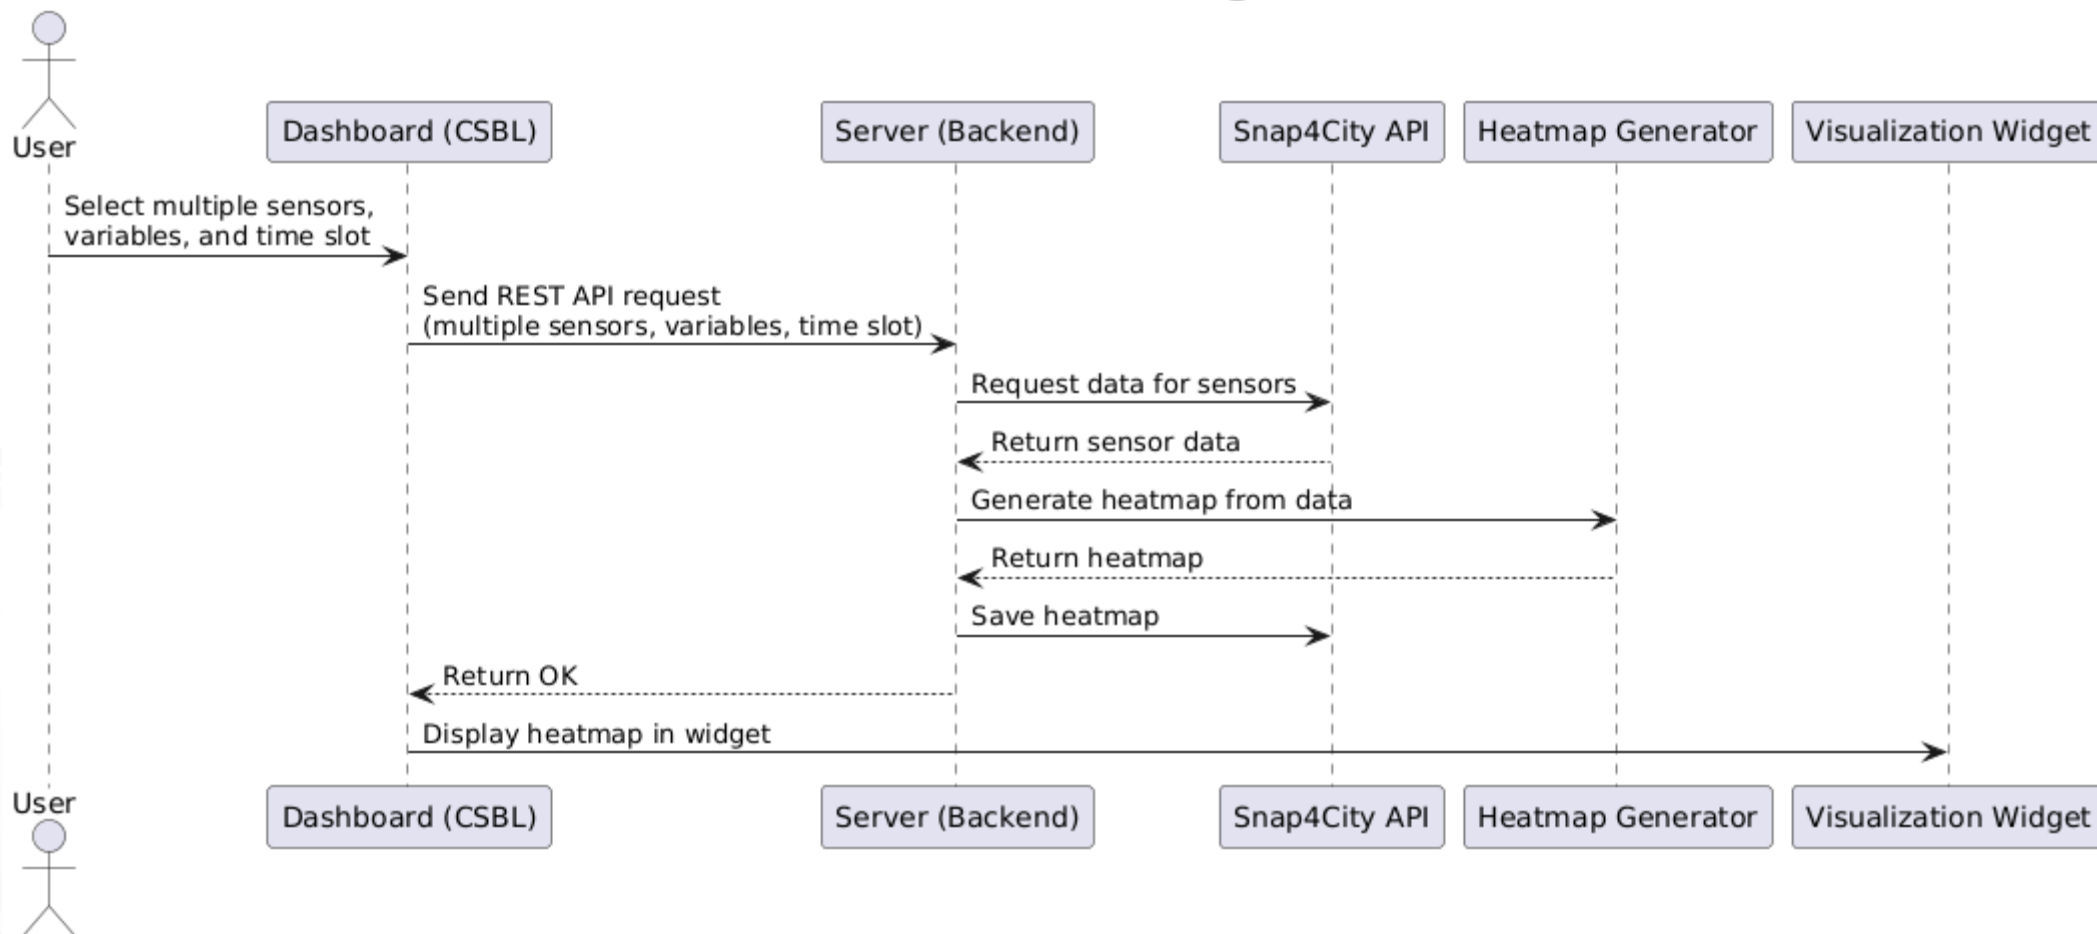 User
Dashboard (CSBL)
Server (Backend)
Snap4City API
Heatmap Generator
Visualization Widget
Select multiple sensors,
variables, and time slot
Send REST API request
(multiple sensors, variables, time slot)
Request data for sensors
Return sensor data
Generate heatmap from data
Return heatmap
Save heatmap
Return OK
Display heatmap in widget
User
Dashboard (CSBL)
Server (Backend)
Snap4City API
Heatmap Generator
Visualization Widget